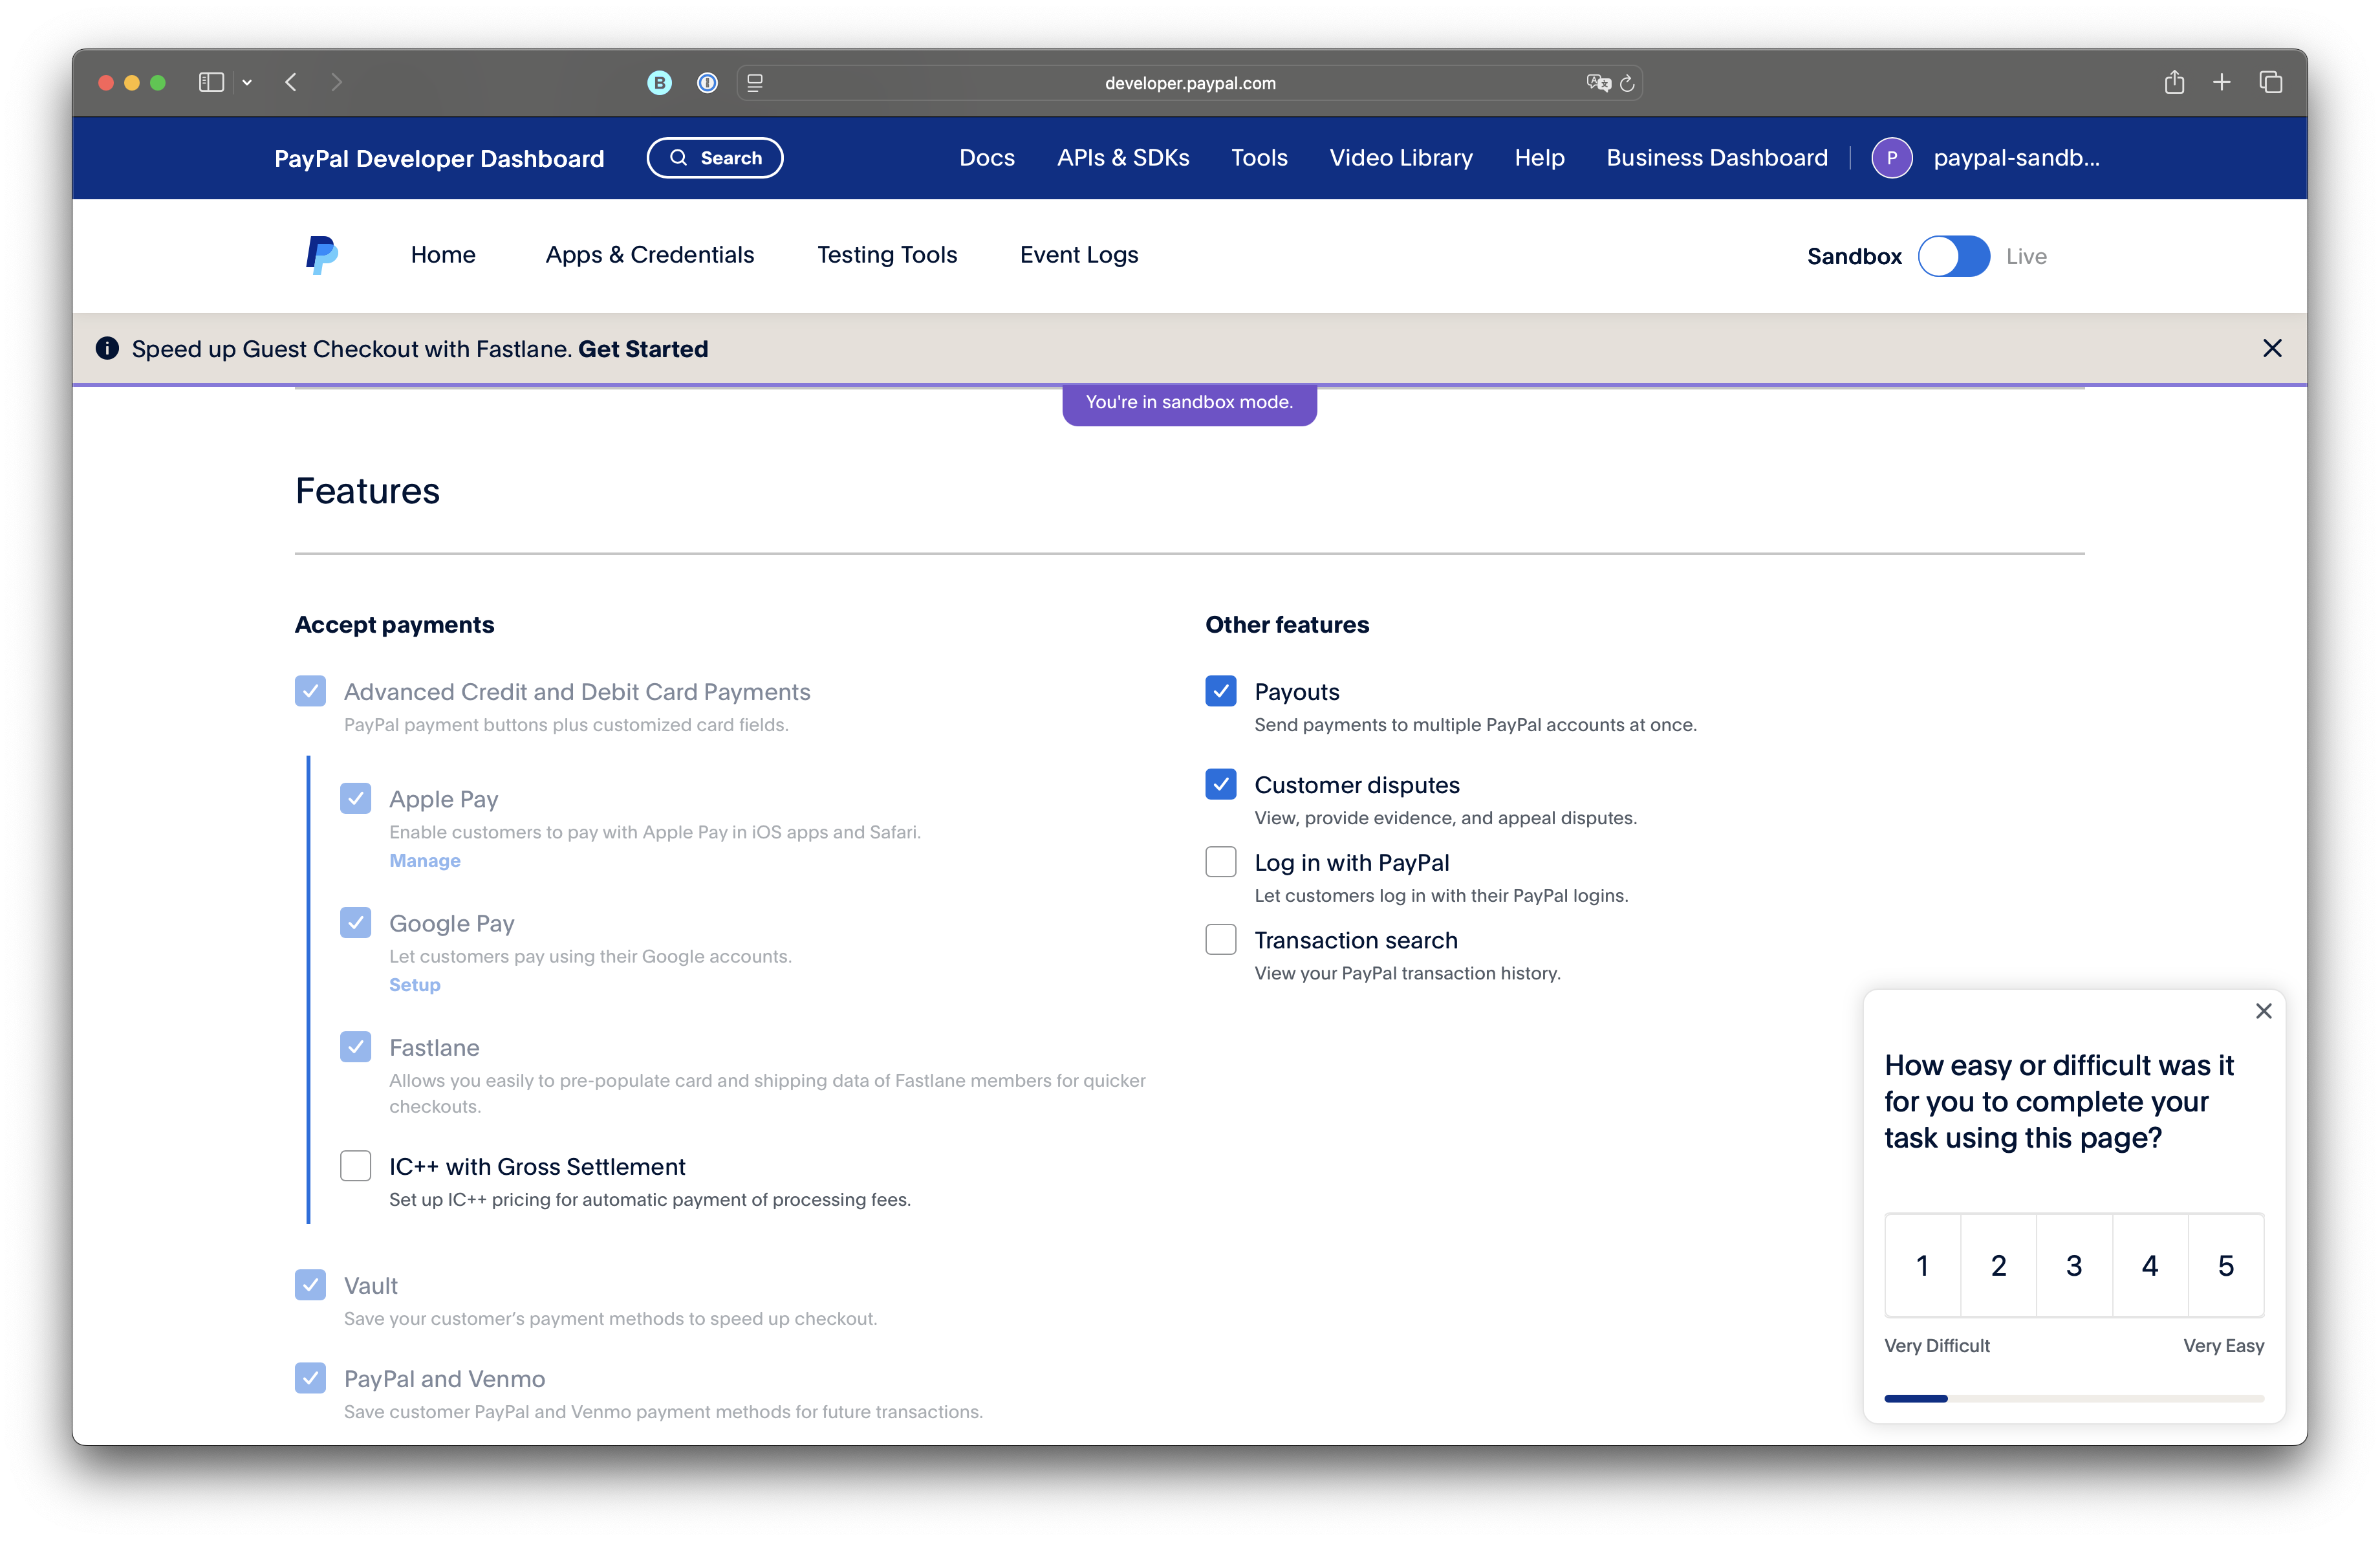 developer.paypal.com
PayPal Developer Dashboard
Search
Docs
APIs & SDKs
Tools
Video Library
Help
Business Dashboard
P
paypal-sandb...
Home
Apps & Credentials
Testing Tools
Event Logs
Sandbox
Live
Speed up Guest Checkout with Fastlane. Get Started
You're in sandbox mode.
Features
Accept payments
Advanced Credit and Debit Card Payments
PayPal payment buttons plus customized card fields.
Apple Pay
Enable customers to pay with Apple Pay in iOS apps and Safari.
Manage
Google Pay
Let customers pay using their Google accounts.
Setup
Fastlane
Allows you easily to pre-populate card and shipping data of Fastlane members for quicker
checkouts.
IC++ with Gross Settlement
Set up IC++ pricing for automatic payment of processing fees.
Vault
Save your customer’s payment methods to speed up checkout.
PayPal and Venmo
Save customer PayPal and Venmo payment methods for future transactions.
Other features
Payouts
Send payments to multiple PayPal accounts at once.
Customer disputes
View, provide evidence, and appeal disputes.
Log in with PayPal
Let customers log in with their PayPal logins.
Transaction search
View your PayPal transaction history.
How easy or difficult was it
for you to complete your
task using this page?
1 2 3 4 5
Very Difficult
Very Easy